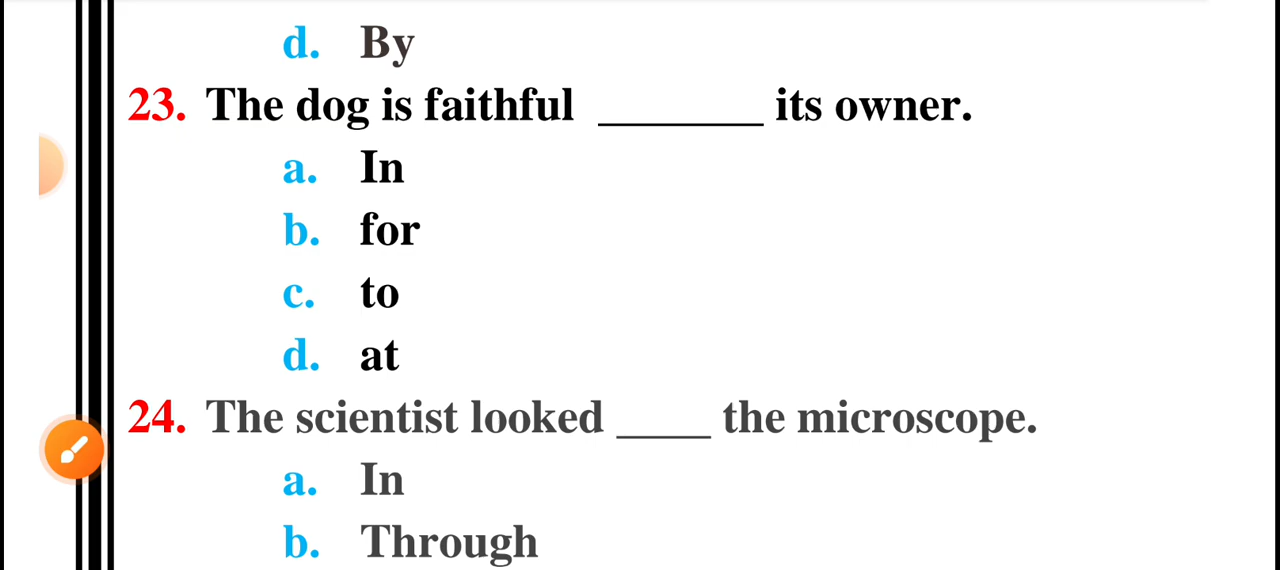 d. By
23. The dog is faithful _______ its owner.
a. In
b. for
c. to
d. at
24. The scientist looked ____ the microscope.
a. In
b. Through